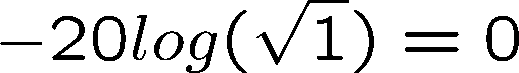 −20log(√1) = 0